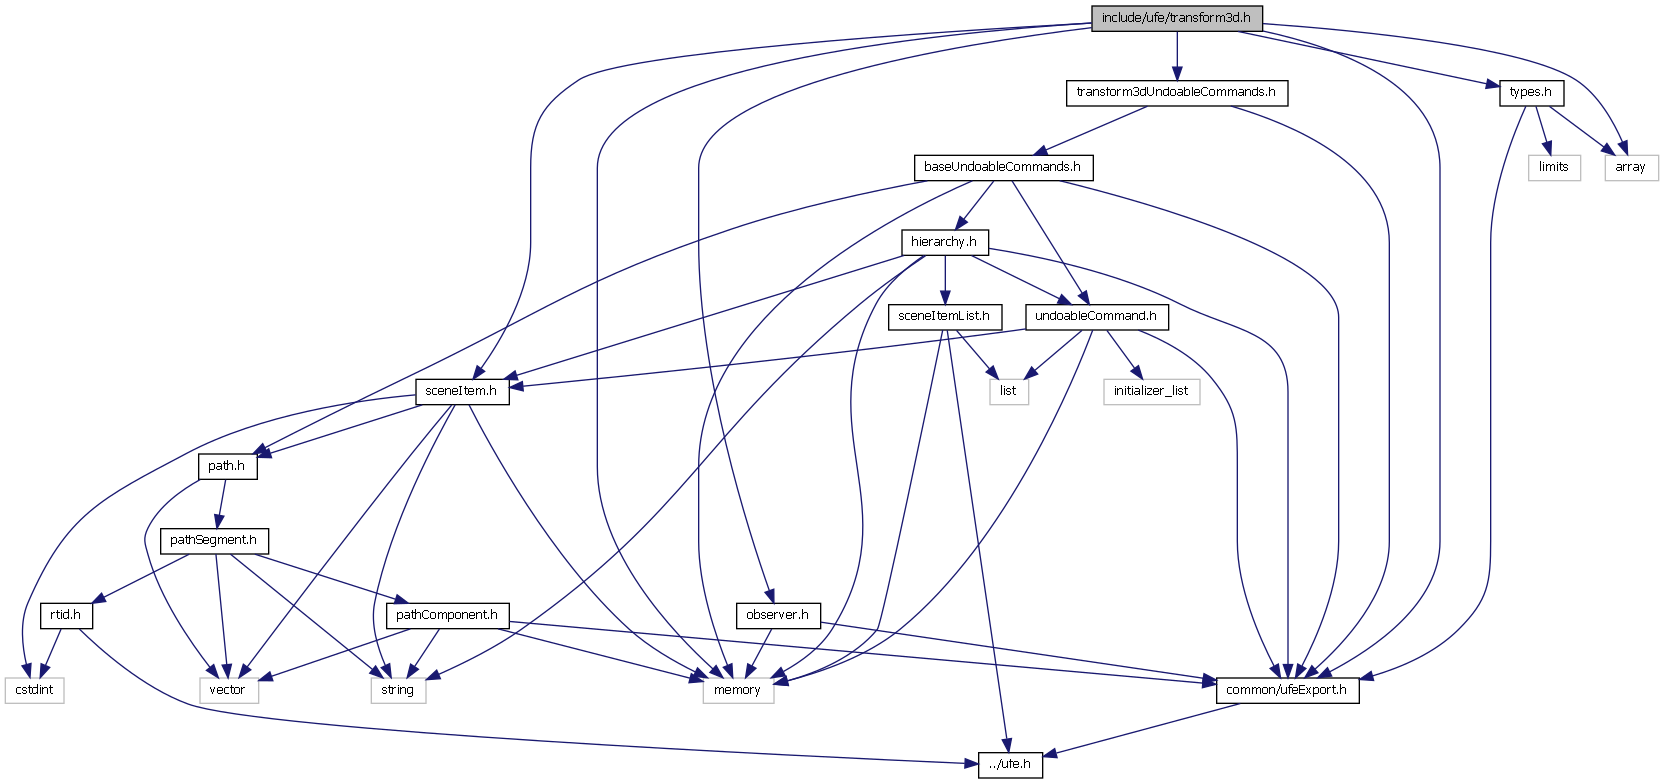 include/ufe/transform3d.h
transform3dUndoableCommands.h
types.h
baseUndoableCommands.h
limits
array
hierarchy.h
sceneItemList.h
undoableCommand.h
sceneItem.h
list
initializer_list
path.h
pathSegment.h
rtid.h
pathComponent.h
observer.h
cstdint
vector
string
memory
common/ufeExport.h
../ufe.h